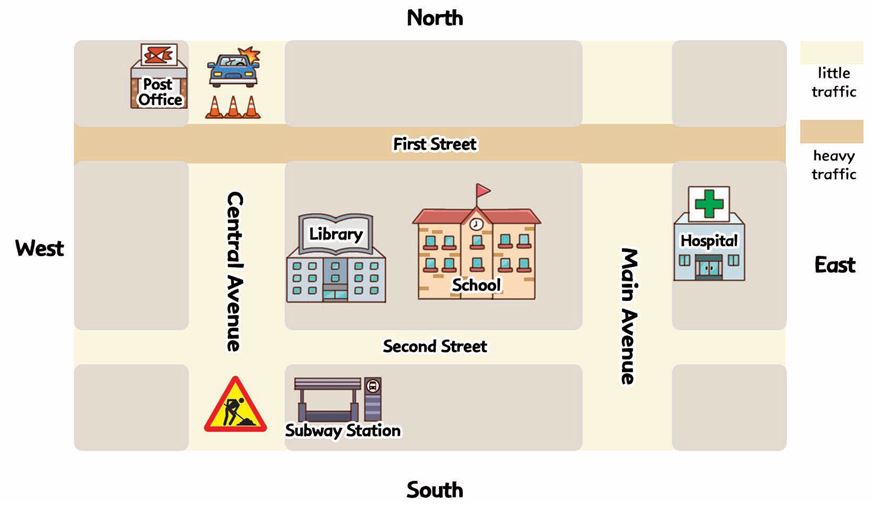 North
Post
Office
little
traffic
First Street
heavy
traffic
Central Avenue
Library
School
Hospital
West
Main Avenue
East
Second Street
Subway Station
South